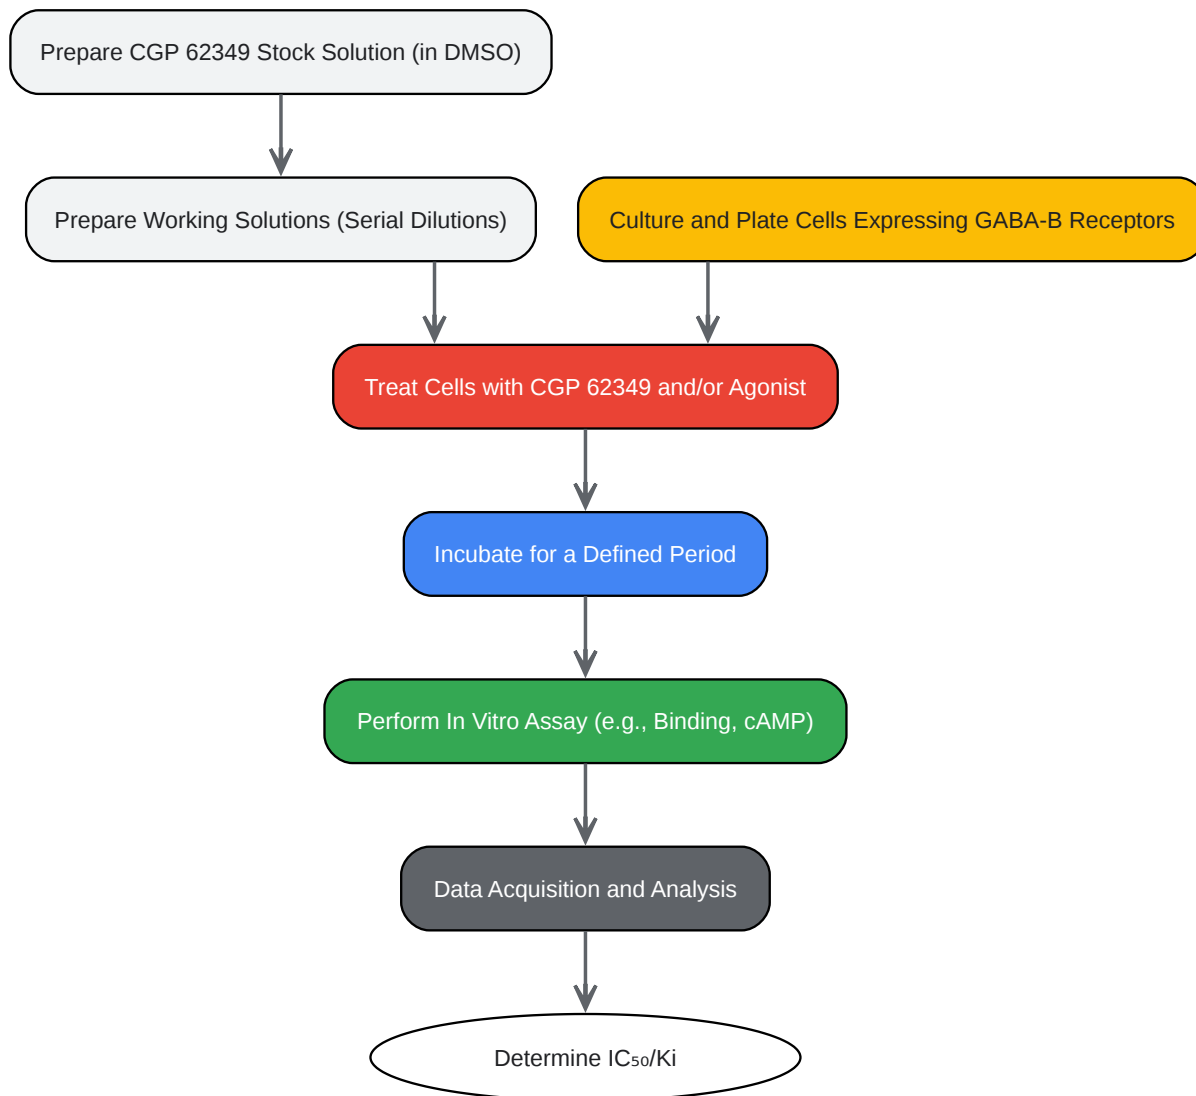 Prepare CGP 62349 Stock Solution (in DMSO)
Prepare Working Solutions (Serial Dilutions)
Culture and Plate Cells Expressing GABA-B Receptors
Treat Cells with CGP 62349 and/or Agonist
Incubate for a Defined Period
Perform In Vitro Assay (e.g., Binding, cAMP)
Data Acquisition and Analysis
Determine IC₅₀/Ki